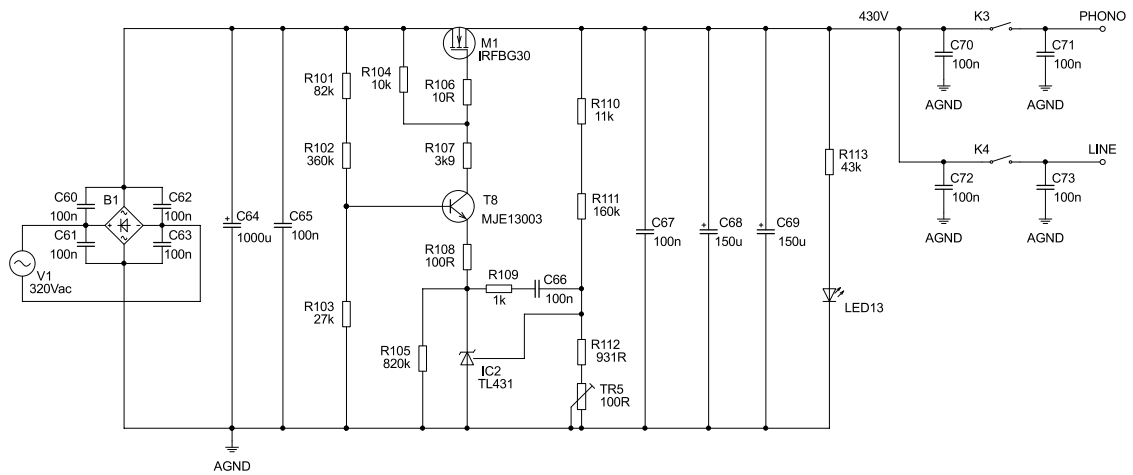 430V
K3
PHONO
C70
100n
C71
100n
AGND
AGND
K4
LINE
C72
100n
C73
100n
AGND
AGND
M1
IRFBG30
R104
10k
R106
10R
R101
82k
R102
360k
R107
3k9
R110
11k
R113
43k
C60
100n
B1
C62
100n
C61
100n
C63
100n
V1
320Vac
C64
1000u
C65
100n
T8
MJE13003
R111
160k
C67
100n
C68
150u
C69
150u
R108
100R
R109
1k
C66
100n
R103
27k
R105
820k
IC2
TL431
R112
931R
TR5
100R
LED13
AGND